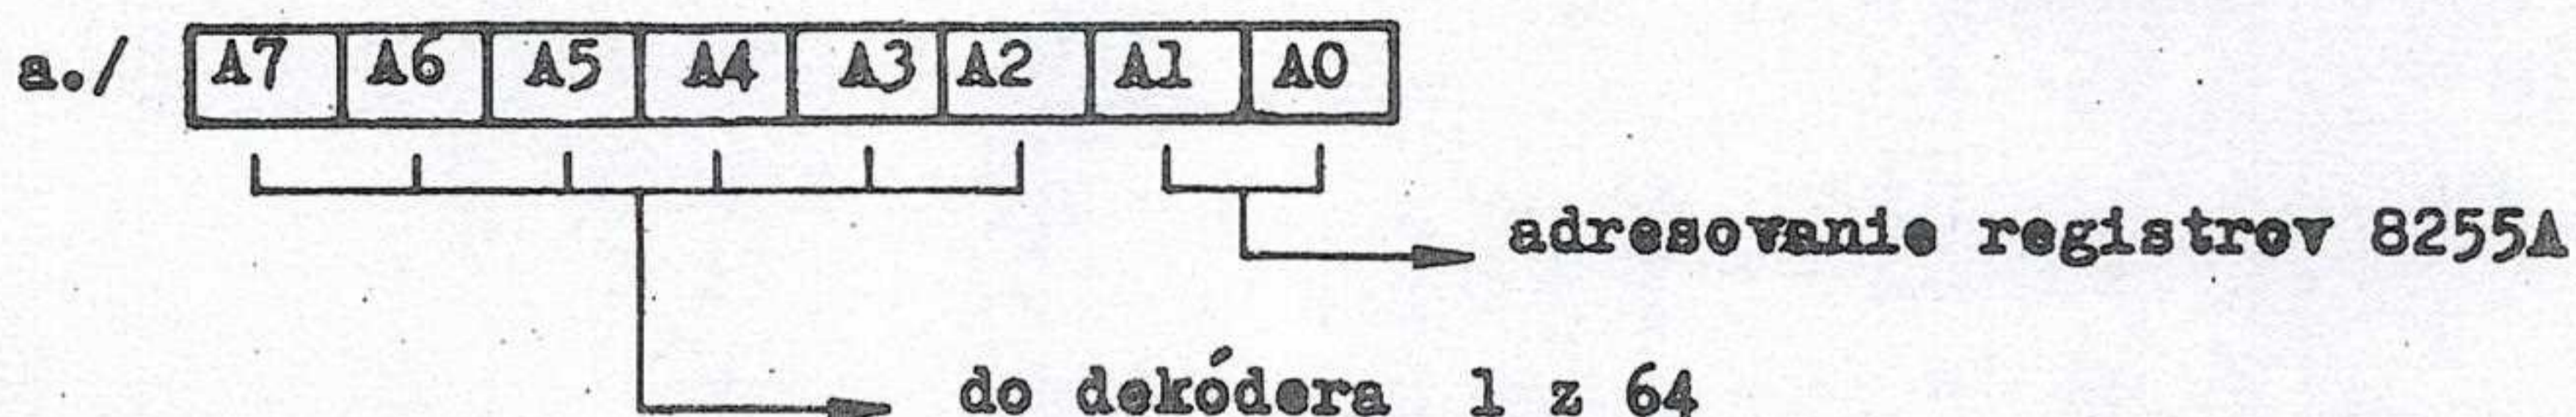 a./ A7 A6 A5 A4 A3 A2 A1 A0
adresovanie registrov 8255A
do dekódera 1 z 64